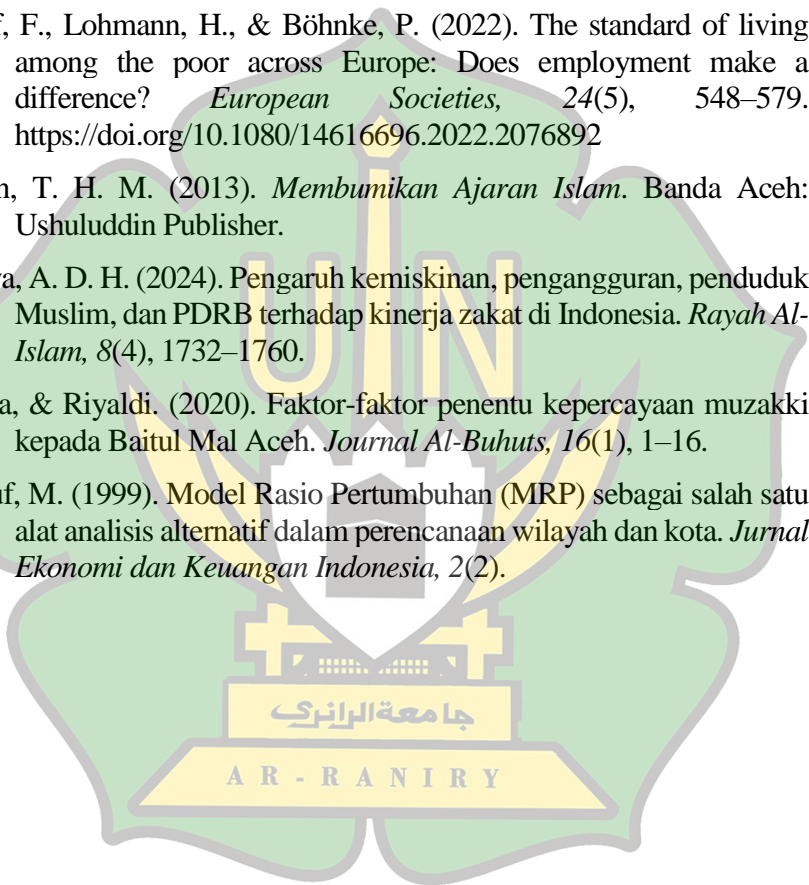 F., Lohmann, H., & Böhnke, P. (2022). The standard of living
among the poor across Europe: Does employment make a
difference? European Societies, 24(5), 548–579.
https://doi.org/10.1080/14616696.2022.2076892
T. H. M. (2013). Membumikan Ajaran Islam. Banda Aceh:
Ushuluddin Publisher.
A. D. H. (2024). Pengaruh kemiskinan, pengangguran, penduduk
Muslim, dan PDRB terhadap kinerja zakat di Indonesia. Rayah Al-
Islam, 8(4), 1732–1760.
& Riyaldi. (2020). Faktor-faktor penentu kepercayaan muzakki
kepada Baitul Mal Aceh. Journal Al-Buhuts, 16(1), 1–16.
M. (1999). Model Rasio Pertumbuhan (MRP) sebagai salah satu
alat analisis alternatif dalam perencanaan wilayah dan kota. Jurnal
Ekonomi dan Keuangan Indonesia, 2(2).
UIN
جامعة الرانري
AR-RANIRY